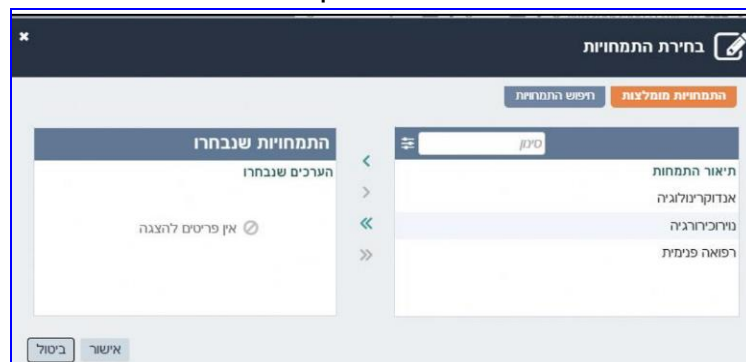 בחירת התמחויות
התמחויות מומלצות
חיפוש התמחויות
סינון
תיאור התמחות
אנדוקרינולוגיה
נוירוכירורגיה
רפואה פנימית
התמחויות שנבחרו
הערכים שנבחרו
אין פריטים להצגה
אישור
ביטול